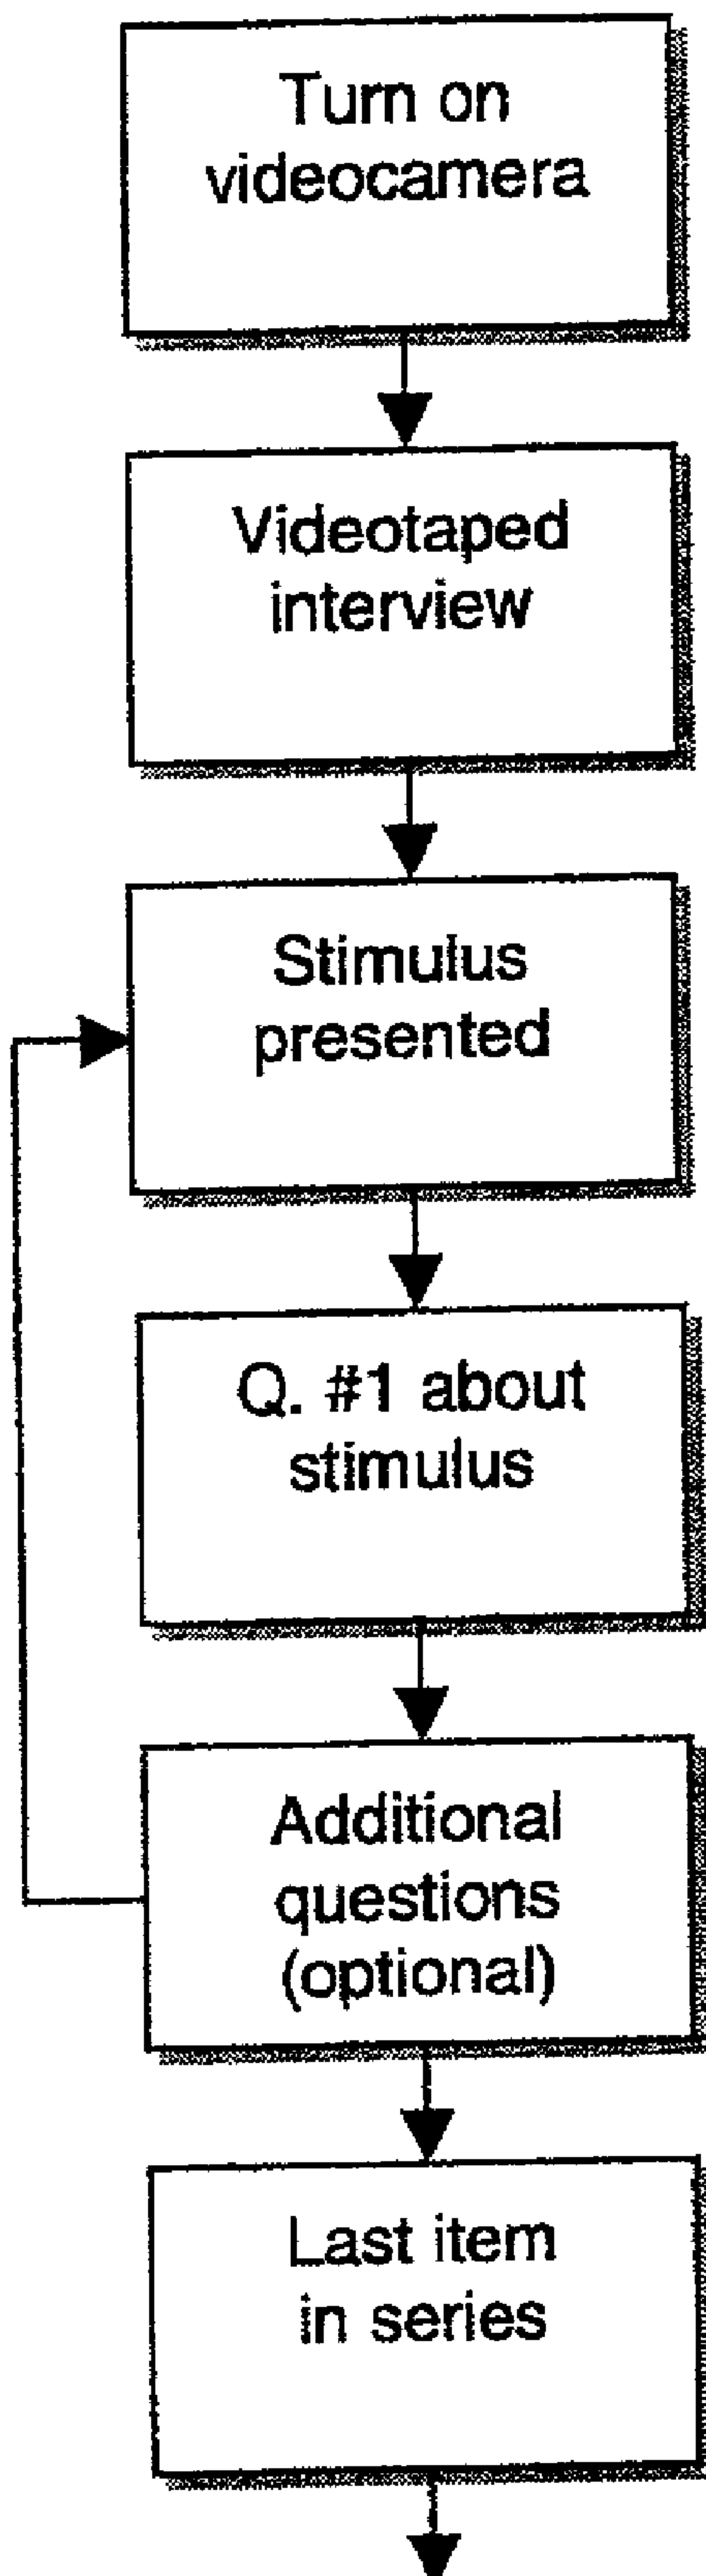 Turn on
videocamera
Videotaped
interview
Stimulus
presented
Q. #1 about
stimulus
Additional
questions
(optional)
Last item
in series